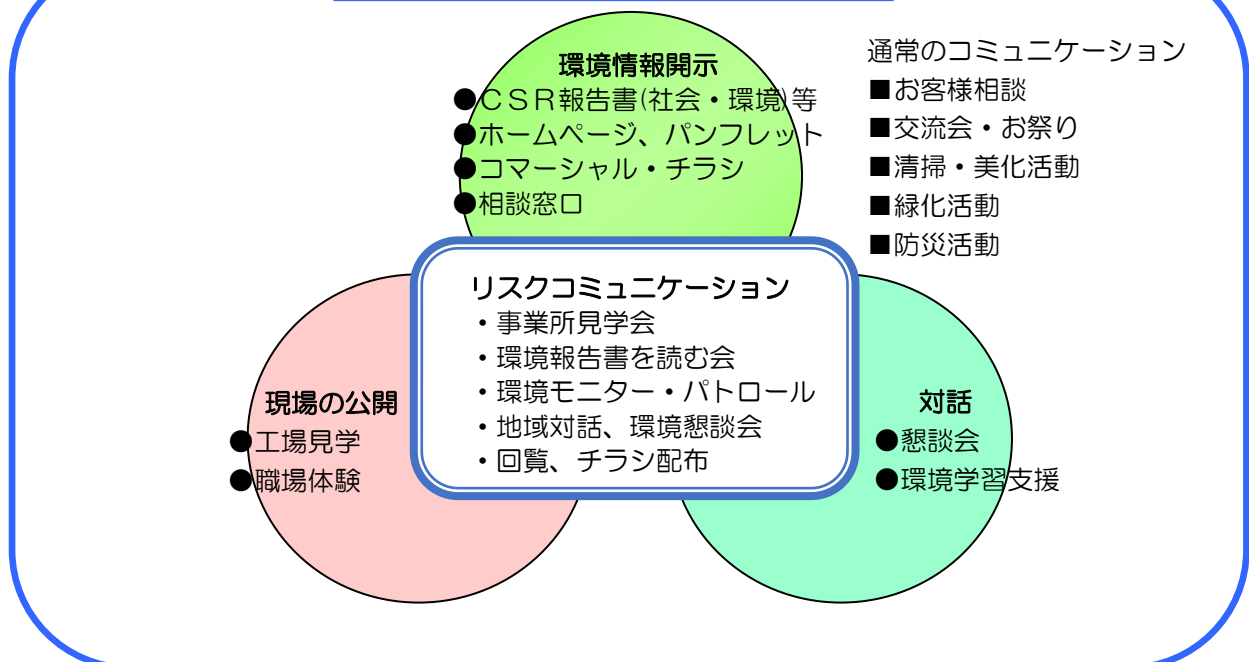 環境情報開示
●ＣＳＲ報告書(社会・環境)等
●ホームページ、パンフレット
●コマーシャル・チラシ
●相談窓口
通常のコミュニケーション
■お客様相談
■交流会・お祭り
■清掃・美化活動
■緑化活動
■防災活動
リスクコミュニケーション
・事業所見学会
・環境報告書を読む会
・環境モニター・パトロール
・地域対話、環境懇談会
・回覧、チラシ配布
現場の公開
●工場見学
●職場体験
対話
●懇談会
●環境学習支援